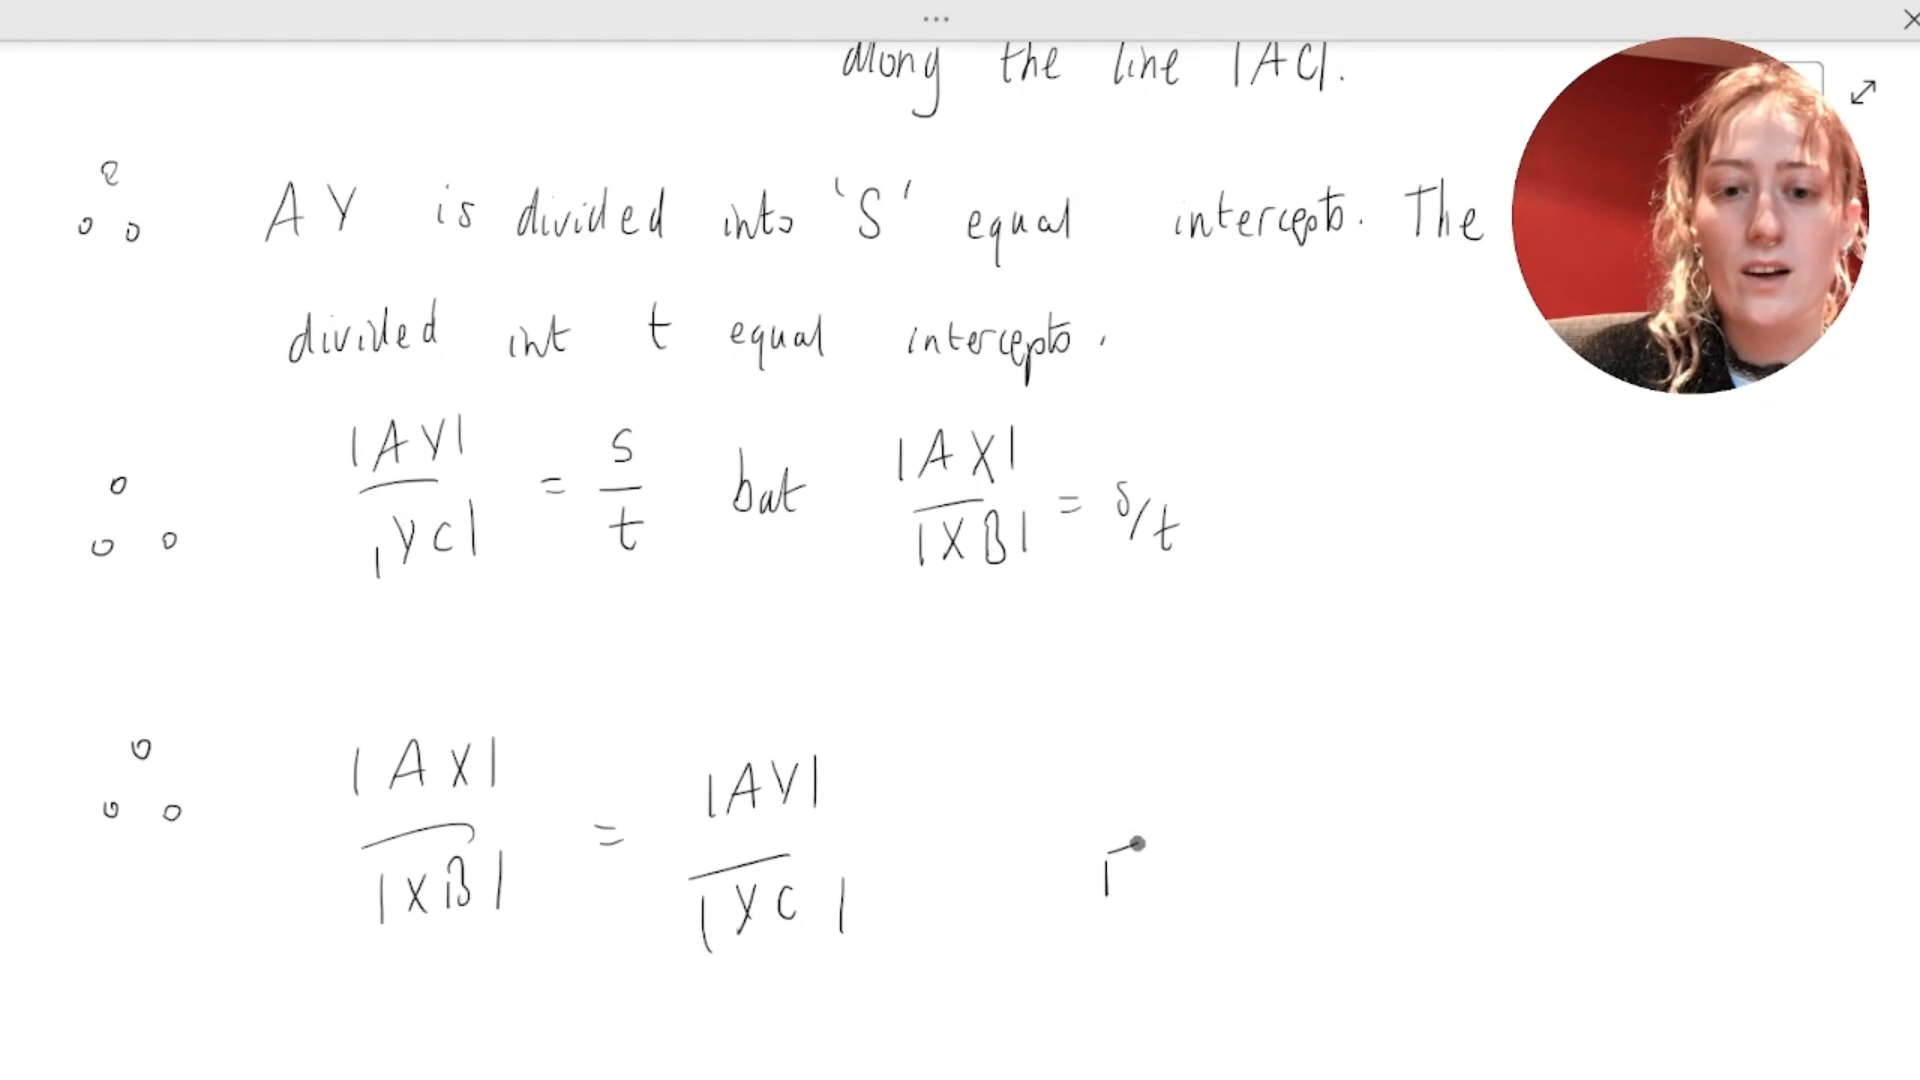 along the line |AC|.
∴ AY is divided into 'S' equal intercepts. The
divided int t equal intercepts.
∴ |AY| / |YC| = s / t but |AX| / |XB| = s/t
∴ |AX| / |XB| = |AY| / |YC|